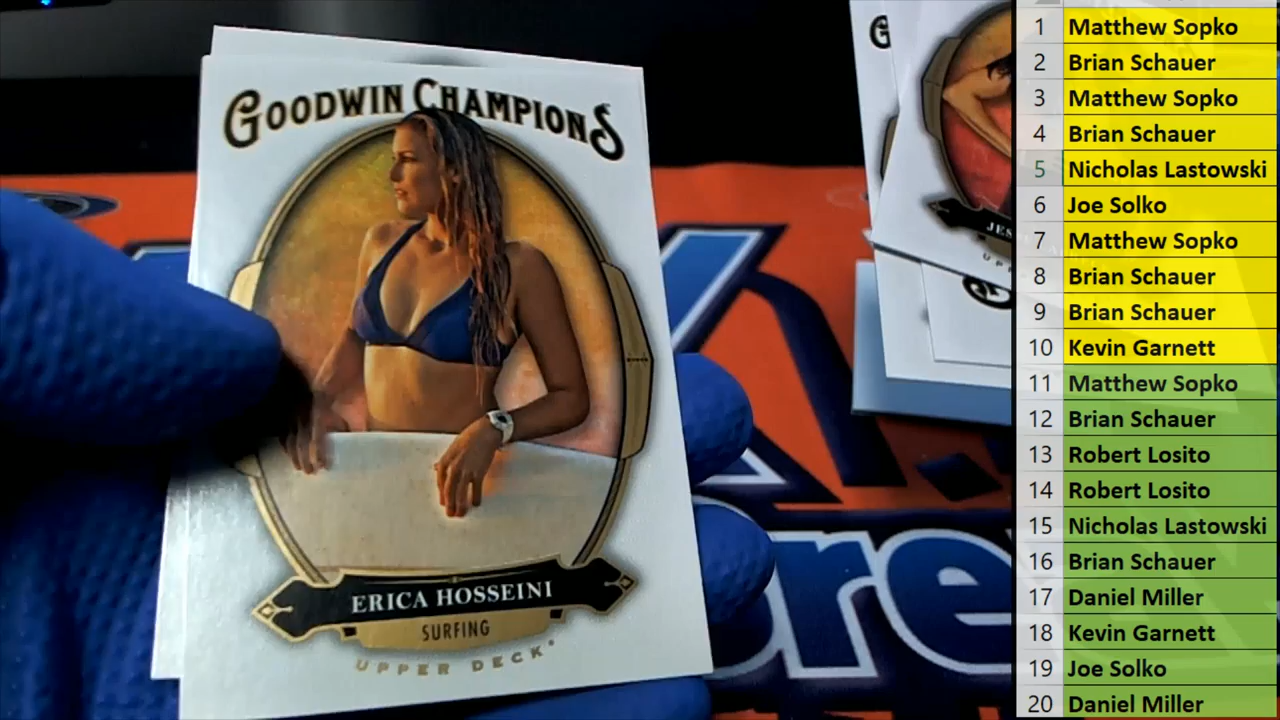 GOODWIN CHAMPIONS
ERICA HOSSEINI
SURFING
UPPER DECK
G
JES
UP
re
1 Matthew Sopko
2 Brian Schauer
3 Matthew Sopko
4 Brian Schauer
5 Nicholas Lastowski
6 Joe Solko
7 Matthew Sopko
8 Brian Schauer
9 Brian Schauer
10 Kevin Garnett
11 Matthew Sopko
12 Brian Schauer
13 Robert Losito
14 Robert Losito
15 Nicholas Lastowski
16 Brian Schauer
17 Daniel Miller
18 Kevin Garnett
19 Joe Solko
20 Daniel Miller